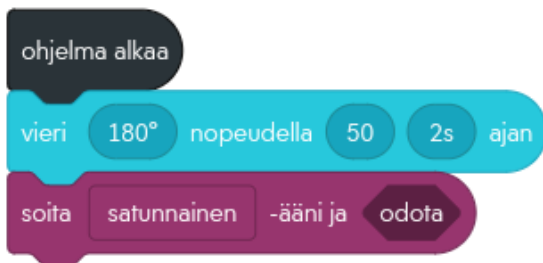 ohjelma alkaa
vieri 180° nopeudella 50 2s ajan
soita satunnainen -ääni ja odota